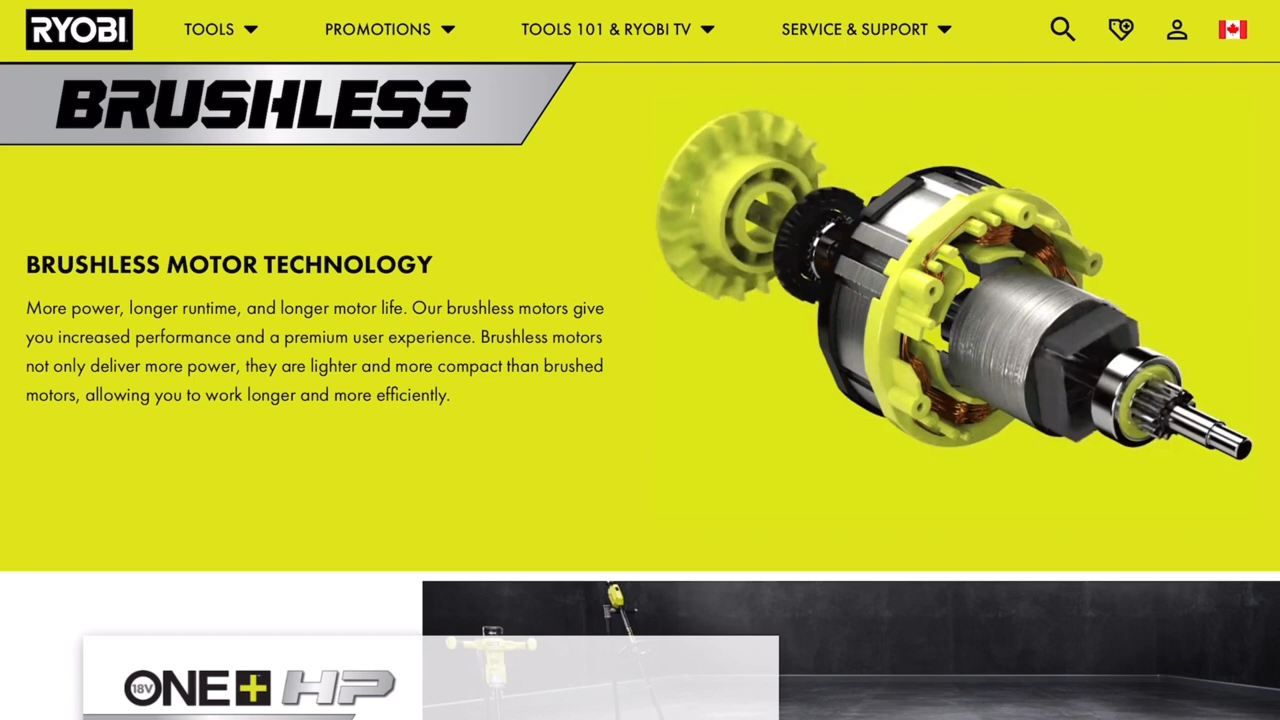 RYOBI
TOOLS
PROMOTIONS
TOOLS 101 & RYOBI TV
SERVICE & SUPPORT
BRUSHLESS
BRUSHLESS MOTOR TECHNOLOGY
More power, longer runtime, and longer motor life. Our brushless motors give
you increased performance and a premium user experience. Brushless motors
not only deliver more power, they are lighter and more compact than brushed
motors, allowing you to work longer and more efficiently.
18V ONE+ HP